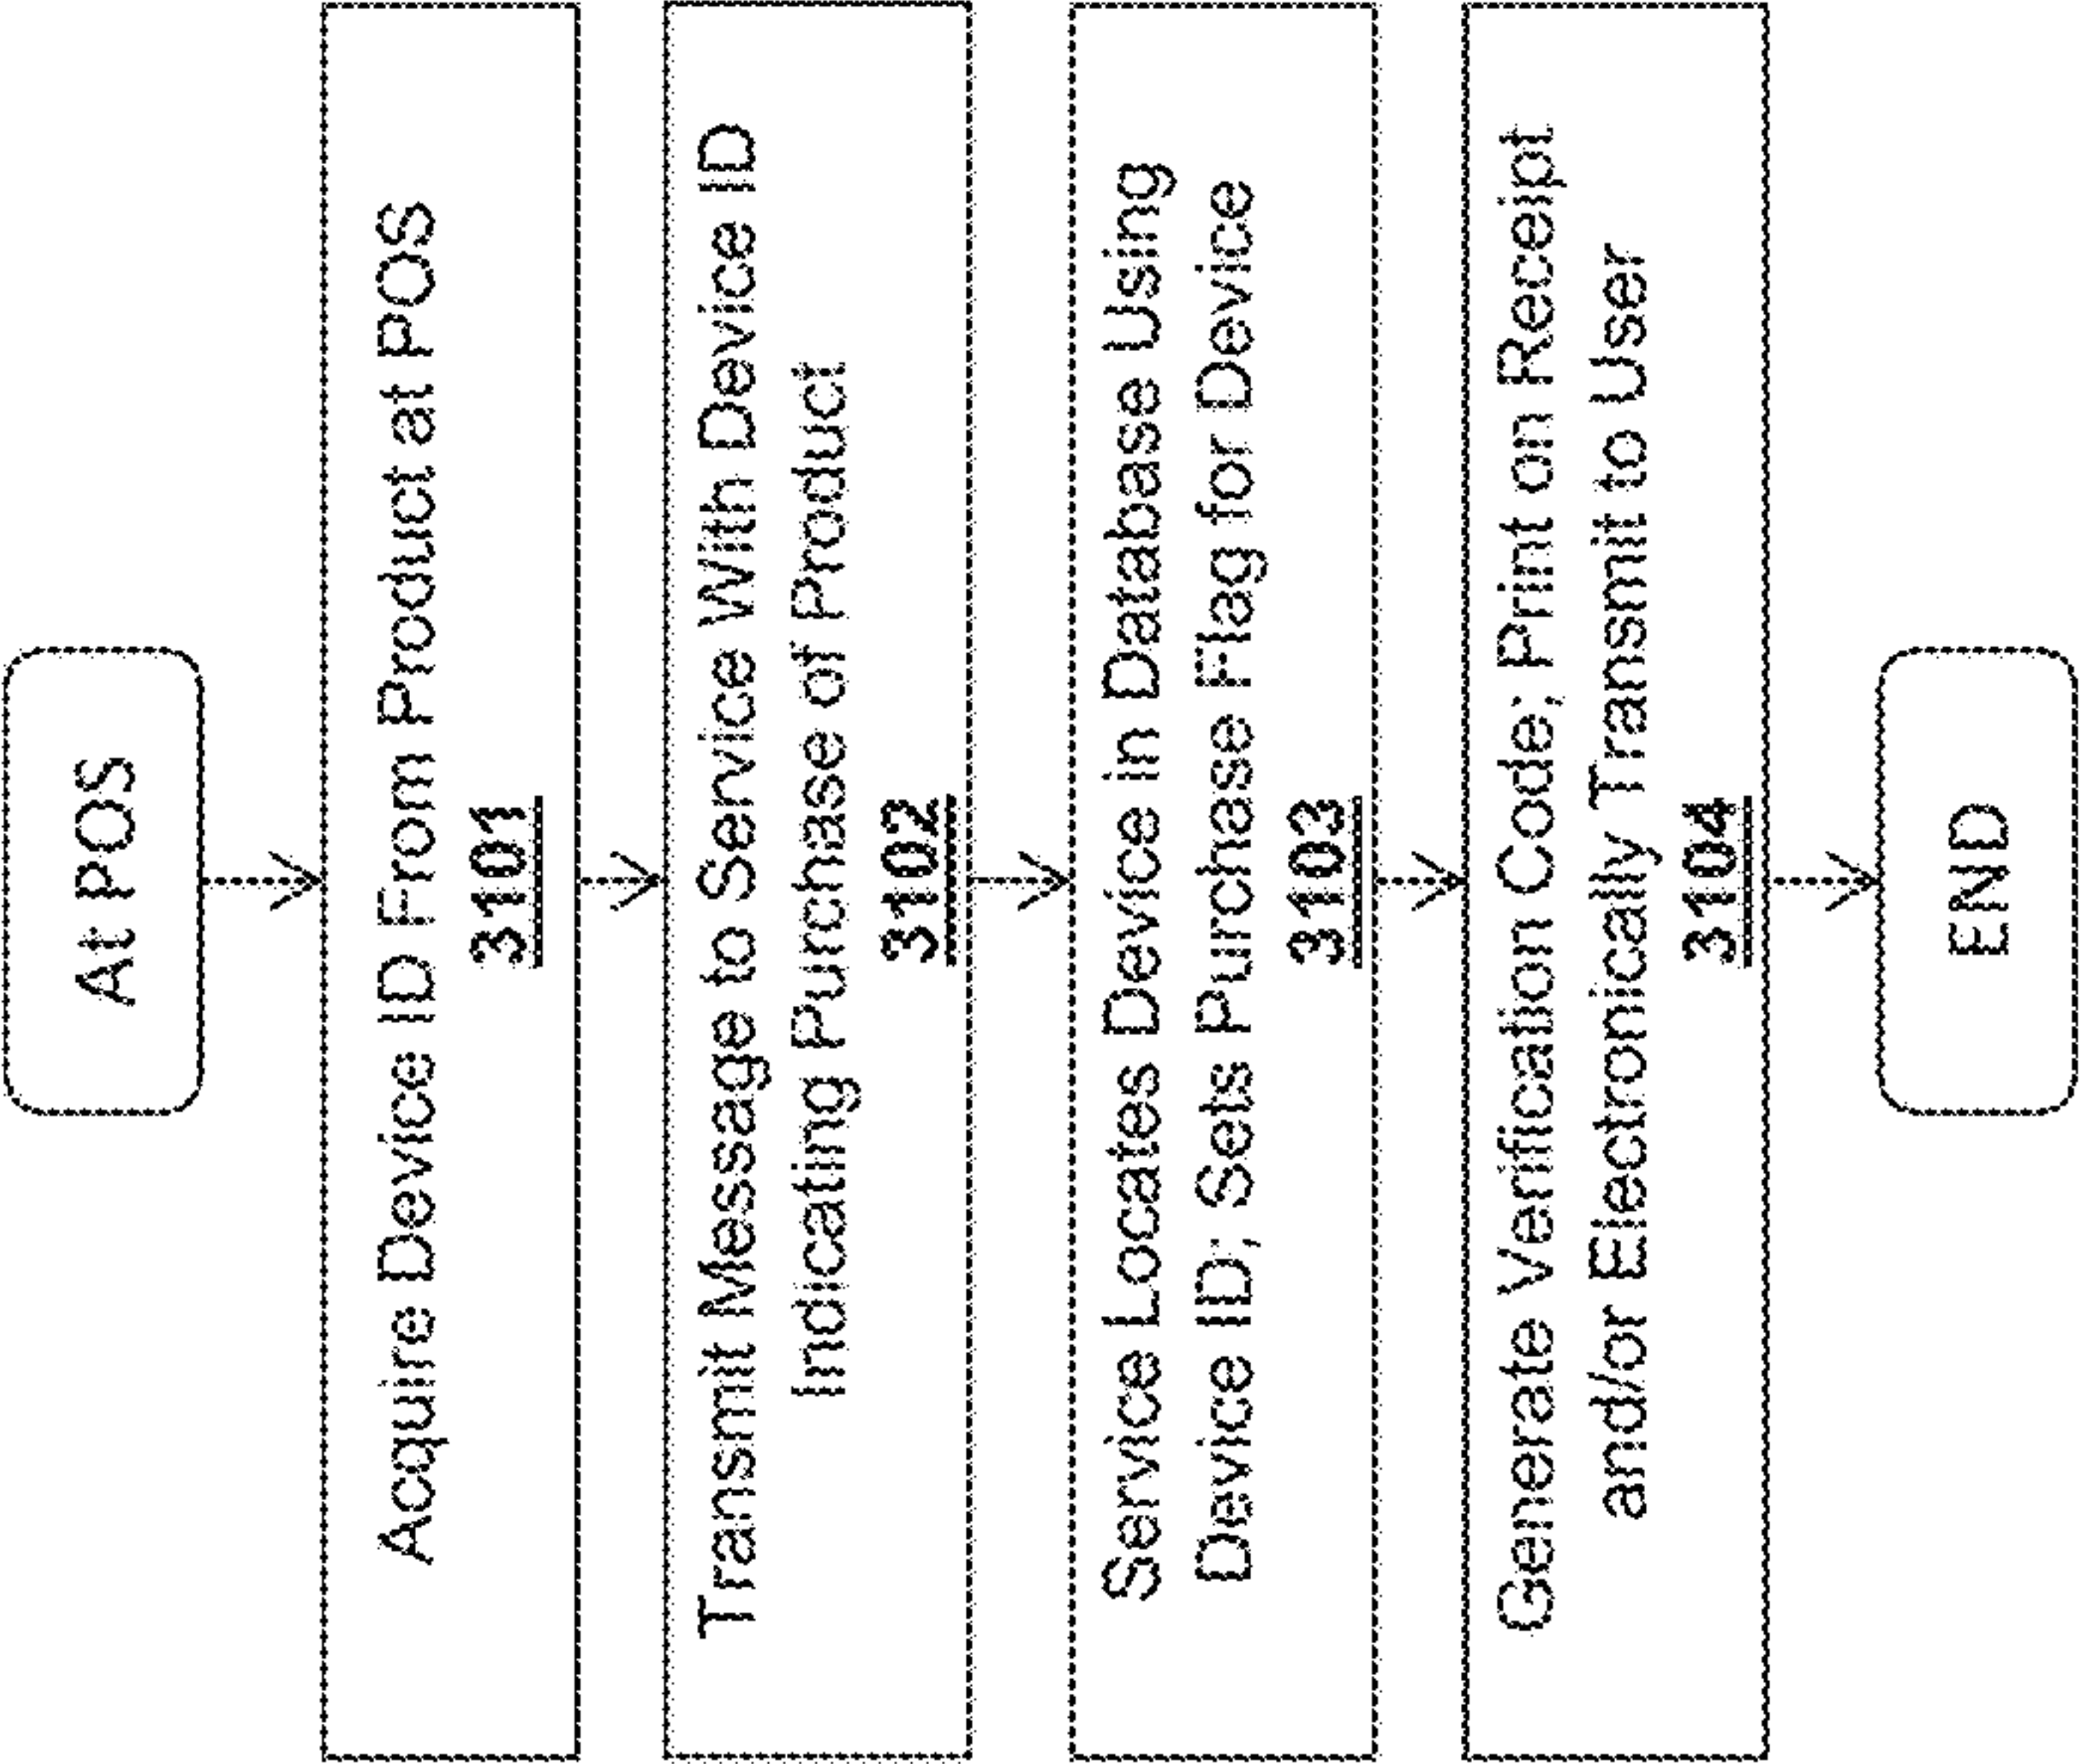 At POS
Acquire Device ID From Product at POS
3101
Transmit Message to Service With Device ID
Indicating Purchase of Product
3102
Service Locates Device in Database Using
Device ID; Sets Purchase Flag for Device
3103
Generate Verification Code; Print on Receipt
and/or Electronically Transmit to User
3104
END